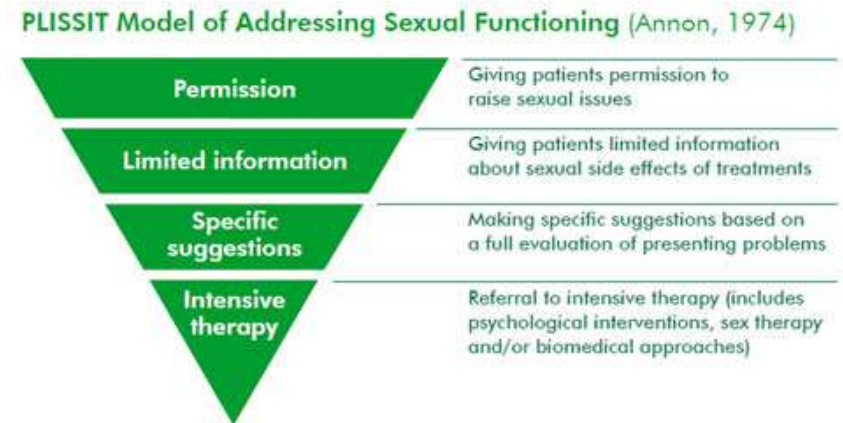 PLISSIT Model of Addressing Sexual Functioning (Annon, 1974)
Permission
Giving patients permission to
raise sexual issues
Limited information
Giving patients limited information
about sexual side effects of treatments
Specific
suggestions
Making specific suggestions based on
a full evaluation of presenting problems
Intensive
therapy
Referral to intensive therapy (includes
psychological interventions, sex therapy
and/or biomedical approaches)